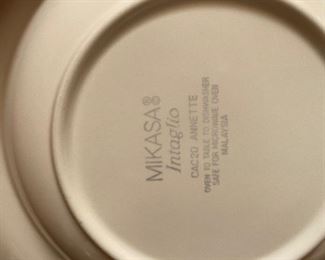 MIKASA®
Intaglio
CAC20 ANNETTE
OVEN TO TABLE TO DISHWASHER
SAFE FOR MICROWAVE OVEN
MALAYSIA